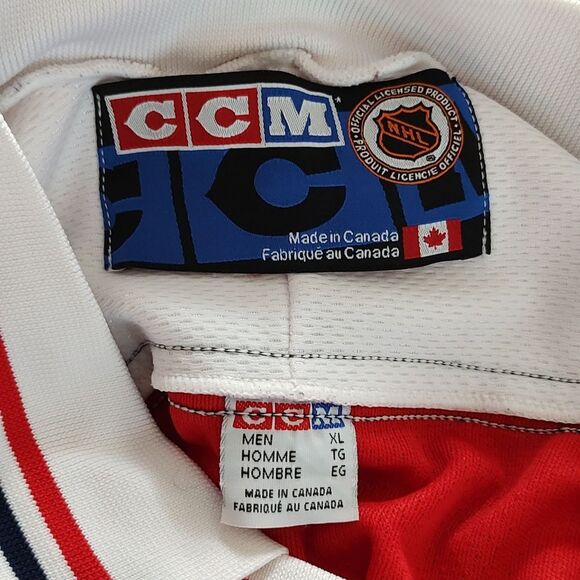 CCM
OFFICIAL LICENSED PRODUCT
NHL
PRODUIT LICENCIE OFFICIEL
Made in Canada
Fabriqué au Canada
CCM
MEN XL
HOMME TG
HOMBRE EG
MADE IN CANADA
FABRIQUÉ AU CANADA